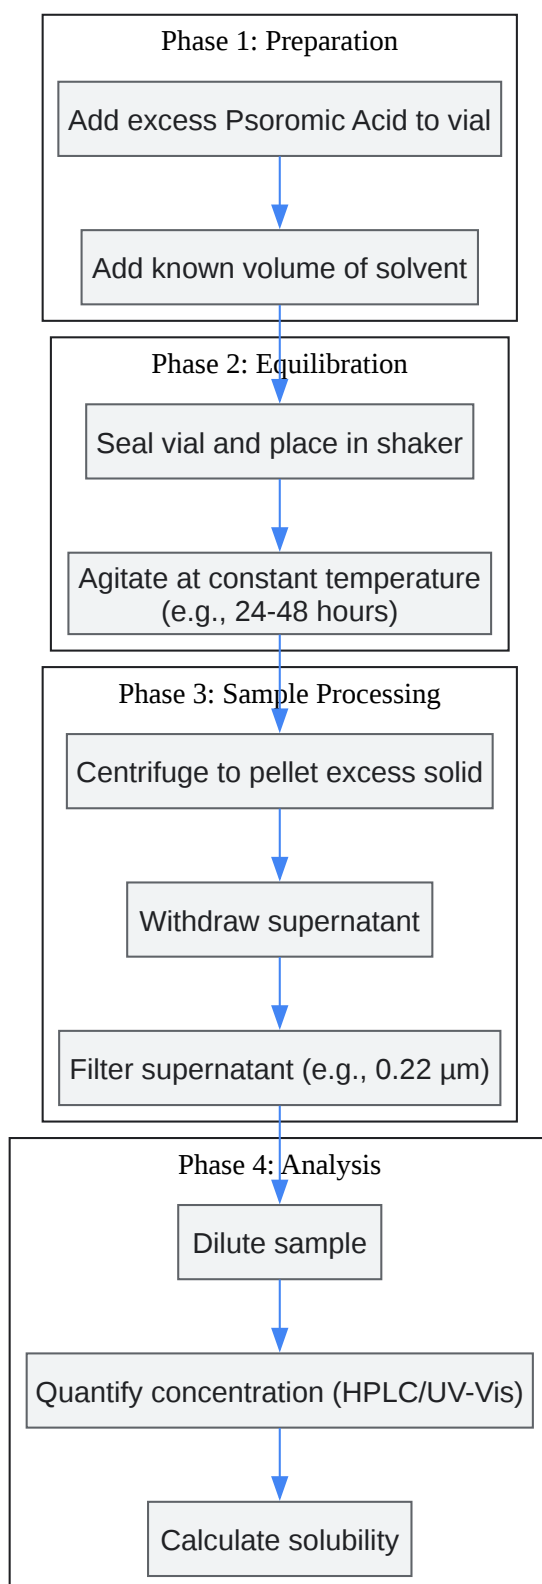 Phase 1: Preparation
Add excess Psoromic Acid to vial
Add known volume of solvent
Phase 2: Equilibration
Seal vial and place in shaker
Agitate at constant temperature
(e.g., 24-48 hours)
Phase 3: Sample Processing
Centrifuge to pellet excess solid
Withdraw supernatant
Filter supernatant (e.g., 0.22 µm)
Phase 4: Analysis
Dilute sample
Quantify concentration (HPLC/UV-Vis)
Calculate solubility